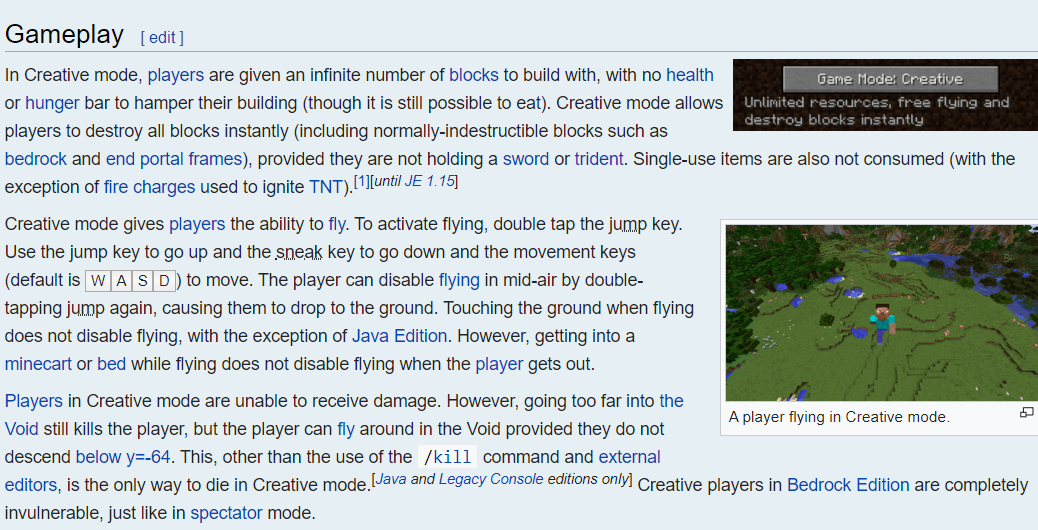 Gameplay [ edit ]
In Creative mode, players are given an infinite number of blocks to build with, with no health
or hunger bar to hamper their building (though it is still possible to eat). Creative mode allows
players to destroy all blocks instantly (including normally-indestructible blocks such as
bedrock and end portal frames), provided they are not holding a sword or trident. Single-use items are also not consumed (with the
exception of fire charges used to ignite TNT).[1][until JE 1.15]
Game Mode: Creative
Unlimited resources, free flying and
destroy blocks instantly
Creative mode gives players the ability to fly. To activate flying, double tap the jump key.
Use the jump key to go up and the sneak key to go down and the movement keys
(default is W A S D) to move. The player can disable flying in mid-air by double-
tapping jump again, causing them to drop to the ground. Touching the ground when flying
does not disable flying, with the exception of Java Edition. However, getting into a
minecart or bed while flying does not disable flying when the player gets out.
A player flying in Creative mode.
Players in Creative mode are unable to receive damage. However, going too far into the
Void still kills the player, but the player can fly around in the Void provided they do not
descend below y=-64. This, other than the use of the /kill command and external
editors, is the only way to die in Creative mode.[Java and Legacy Console editions only] Creative players in Bedrock Edition are completely
invulnerable, just like in spectator mode.